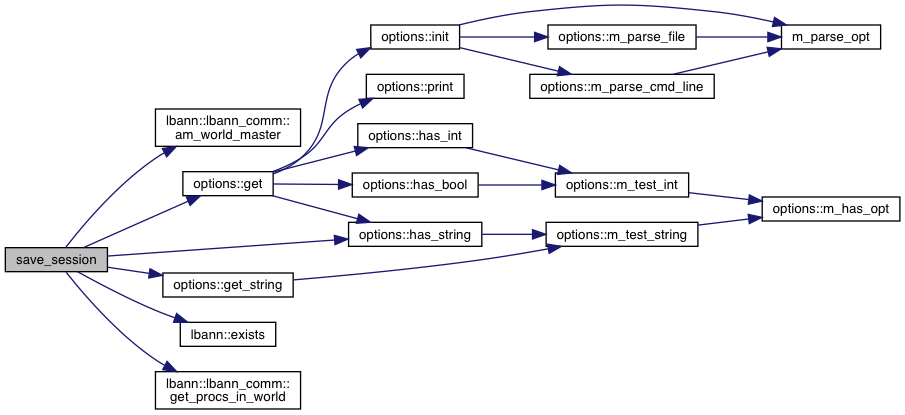 options::init
options::m_parse_file
m_parse_opt
options::print
options::m_parse_cmd_line
lbann::lbann_comm::
am_world_master
options::has_int
options::get
options::has_bool
options::m_test_int
options::m_has_opt
options::has_string
options::m_test_string
save_session
options::get_string
lbann::exists
lbann::lbann_comm::
get_procs_in_world